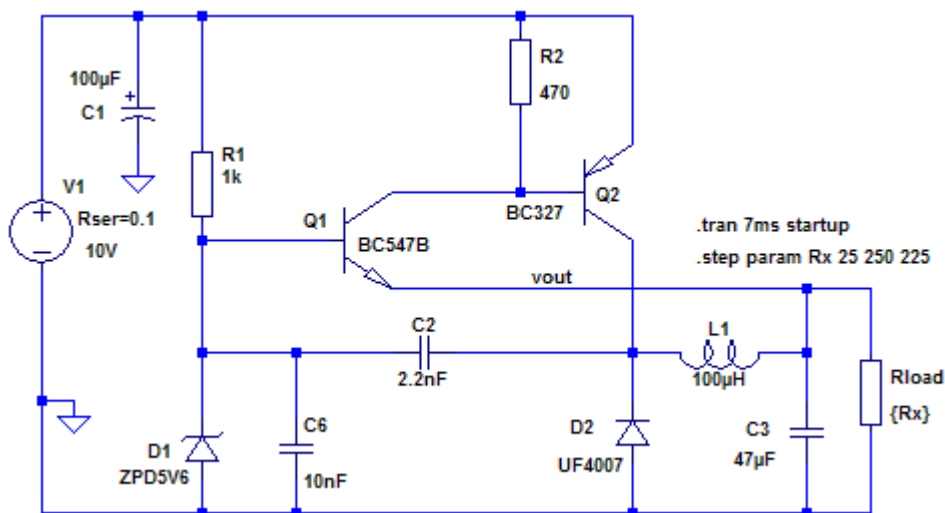 100µF
+
C1
R2
470
R1
1k
V1
Rser=0.1
10V
Q1
BC547B
Q2
BC327
.tran 7ms startup
.step param Rx 25 250 225
vout
C2
2.2nF
L1
100µH
Rload
{Rx}
D1
ZPD5V6
C6
10nF
D2
UF4007
C3
47µF